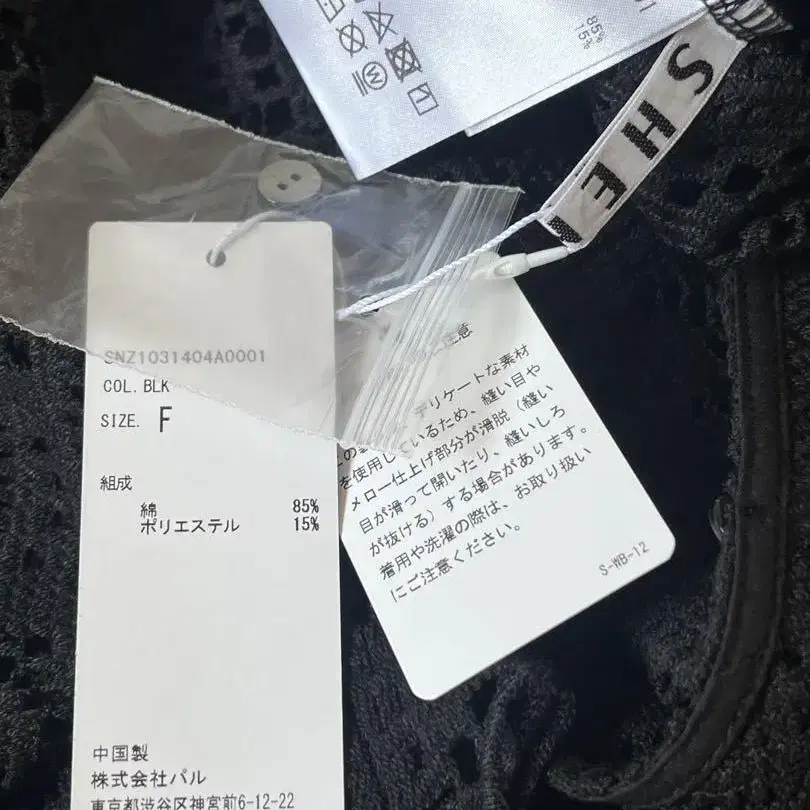 85%
15%
SHE
SNZ1031404A0001
COL. BLK
SIZE. F
組成
綿 85%
ポリエステル 15%
中国製
株式会社パル
東京都渋谷区神宮前6-12-22
注意
デリケートな素材
を使用しているため、縫い目や
メロー仕上げ部分が滑脱（縫い
目が滑って開いたり、縫いしろ
が抜ける）する場合があります。
着用や洗濯の際は、お取り扱い
にご注意ください。
S-WB-12